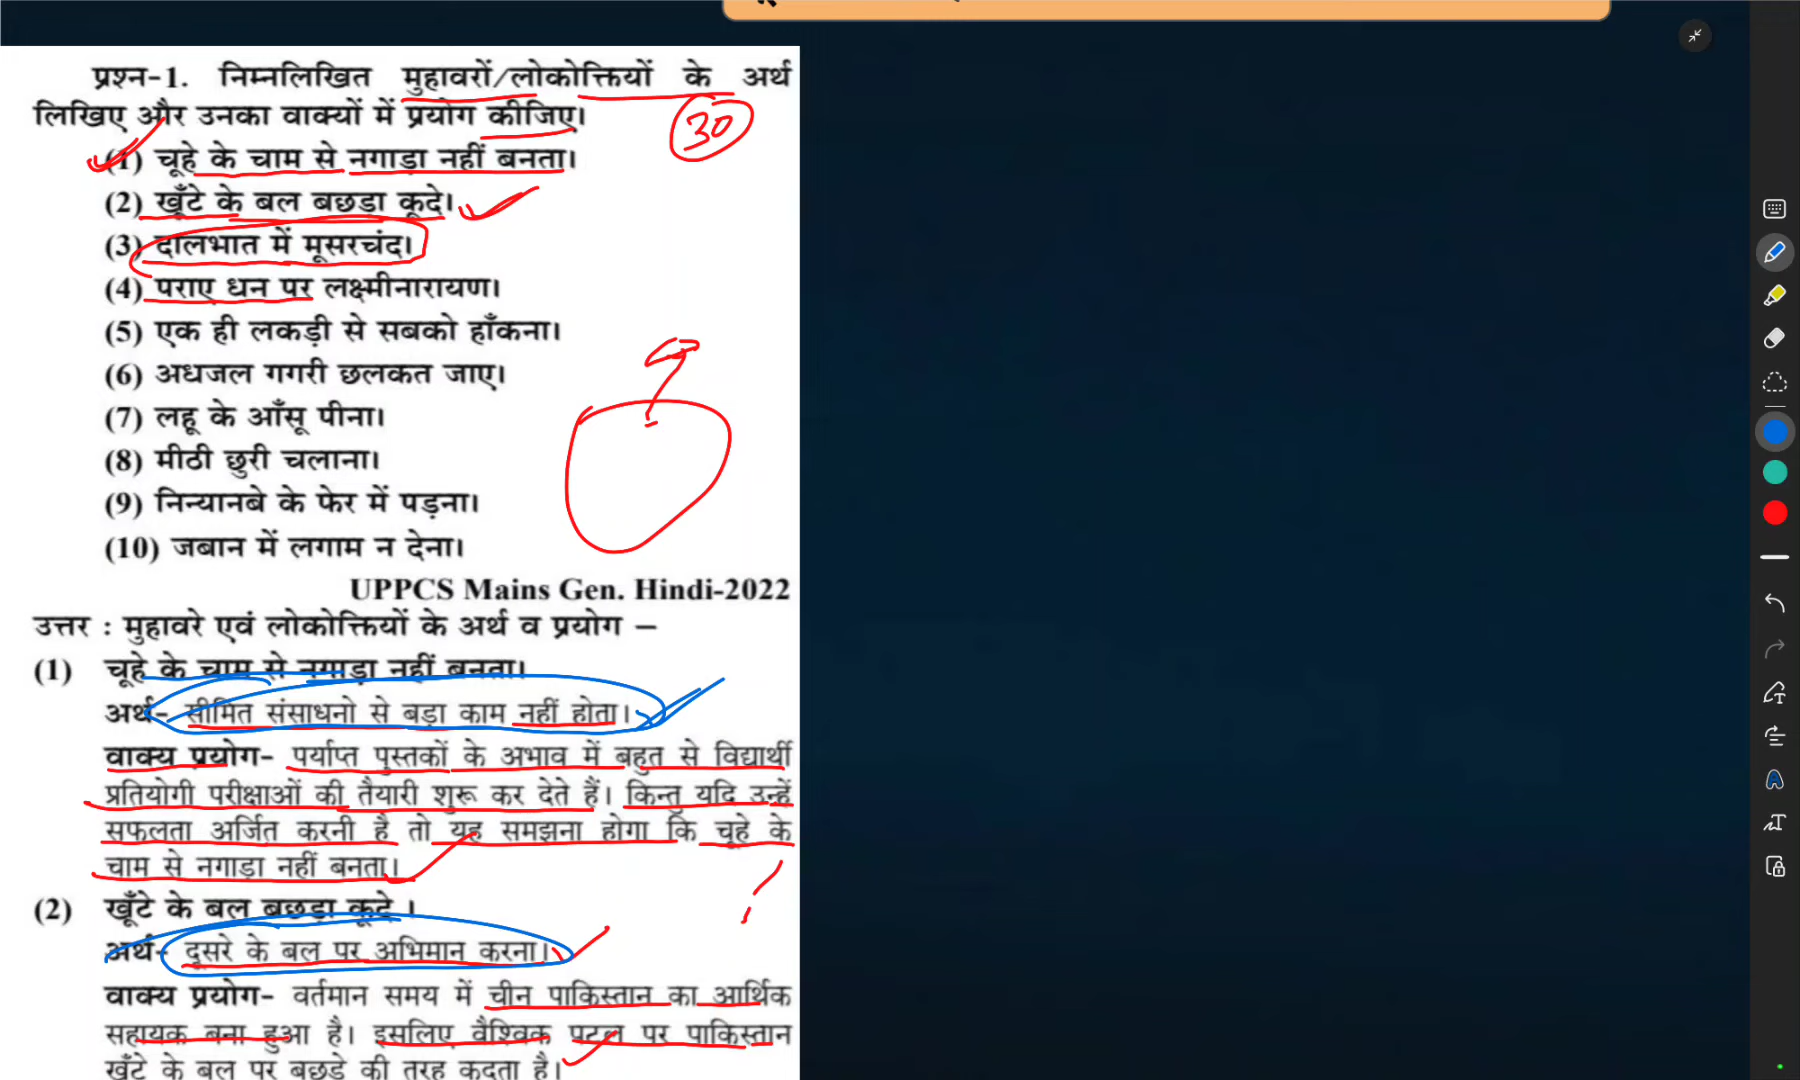 प्रश्न-1. निम्नलिखित मुहावरों/लोकोक्तियों के अर्थ
लिखिए और उनका वाक्यों में प्रयोग कीजिए।
30
(1) चूहे के चाम से नगाड़ा नहीं बनता।
(2) खूँटे के बल बछडा कूदे।
(3) दालभात में मूसरचंद।
(4) पराए धन पर लक्ष्मीनारायण।
(5) एक ही लकड़ी से सबको हाँकना।
(6) अधजल गगरी छलकत जाए।
(7) लहू के आँसू पीना।
(8) मीठी छुरी चलाना।
(9) निन्यानबे के फेर में पड़ना।
(10) जबान में लगाम न देना।
UPPCS Mains Gen. Hindi-2022
उत्तर : मुहावरे एवं लोकोक्तियों के अर्थ व प्रयोग –
(1) चूहे के चाम से नगाड़ा नहीं बनता।
अर्थ- सीमित संसाधनो से बड़ा काम नहीं होता।
वाक्य प्रयोग- पर्याप्त पुस्तकों के अभाव में बहुत से विद्यार्थी
प्रतियोगी परीक्षाओं की तैयारी शुरू कर देते हैं। किन्तु यदि उन्हें
सफलता अर्जित करनी है तो यह समझना होगा कि चूहे के
चाम से नगाड़ा नहीं बनता।
(2) खूँटे के बल बछड़ा कूदे ।
अर्थ- दूसरे के बल पर अभिमान करना।
वाक्य प्रयोग- वर्तमान समय में चीन पाकिस्तान का आर्थिक
सहायक बना हुआ है। इसलिए वैश्विक पटल पर पाकिस्तान
खूँटे के बल पर बछड़े की तरह कूदता है।